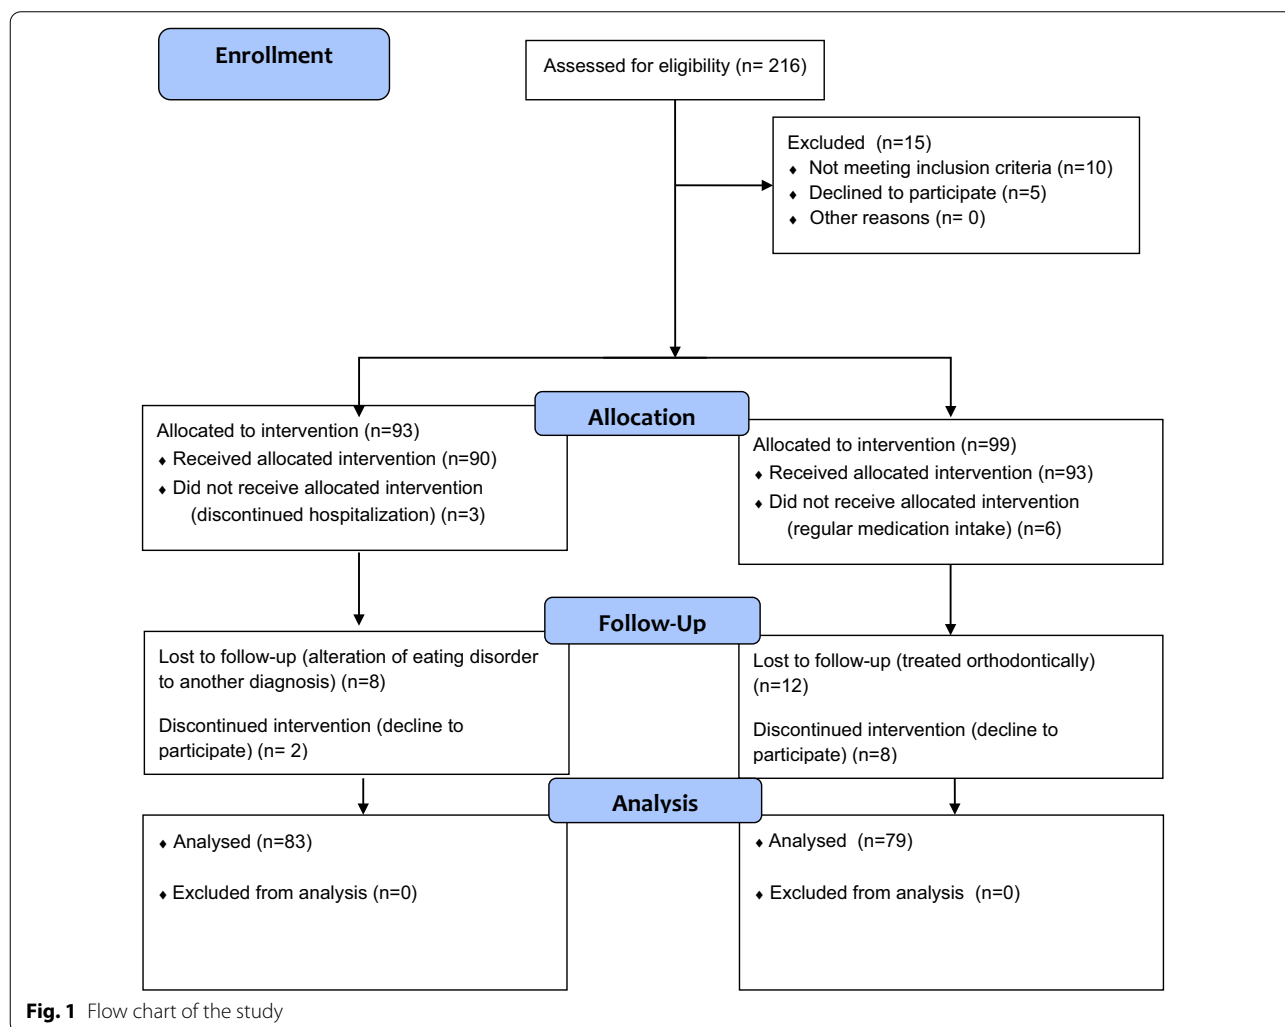 Enrollment
Assessed for eligibility (n= 216)
Excluded (n=15)
♦ Not meeting inclusion criteria (n=10)
♦ Declined to participate (n=5)
♦ Other reasons (n= 0)
Allocation
Allocated to intervention (n=93)
♦ Received allocated intervention (n=90)
♦ Did not receive allocated intervention
(discontinued hospitalization) (n=3)
Allocated to intervention (n=99)
♦ Received allocated intervention (n=93)
♦ Did not receive allocated intervention
(regular medication intake) (n=6)
Follow-Up
Lost to follow-up (alteration of eating disorder
to another diagnosis) (n=8)
Discontinued intervention (decline to
participate) (n= 2)
Lost to follow-up (treated orthodontically)
(n=12)
Discontinued intervention (decline to
participate) (n=8)
Analysis
♦ Analysed (n=83)
♦ Excluded from analysis (n=0)
♦ Analysed (n=79)
♦ Excluded from analysis (n=0)
Fig. 1 Flow chart of the study